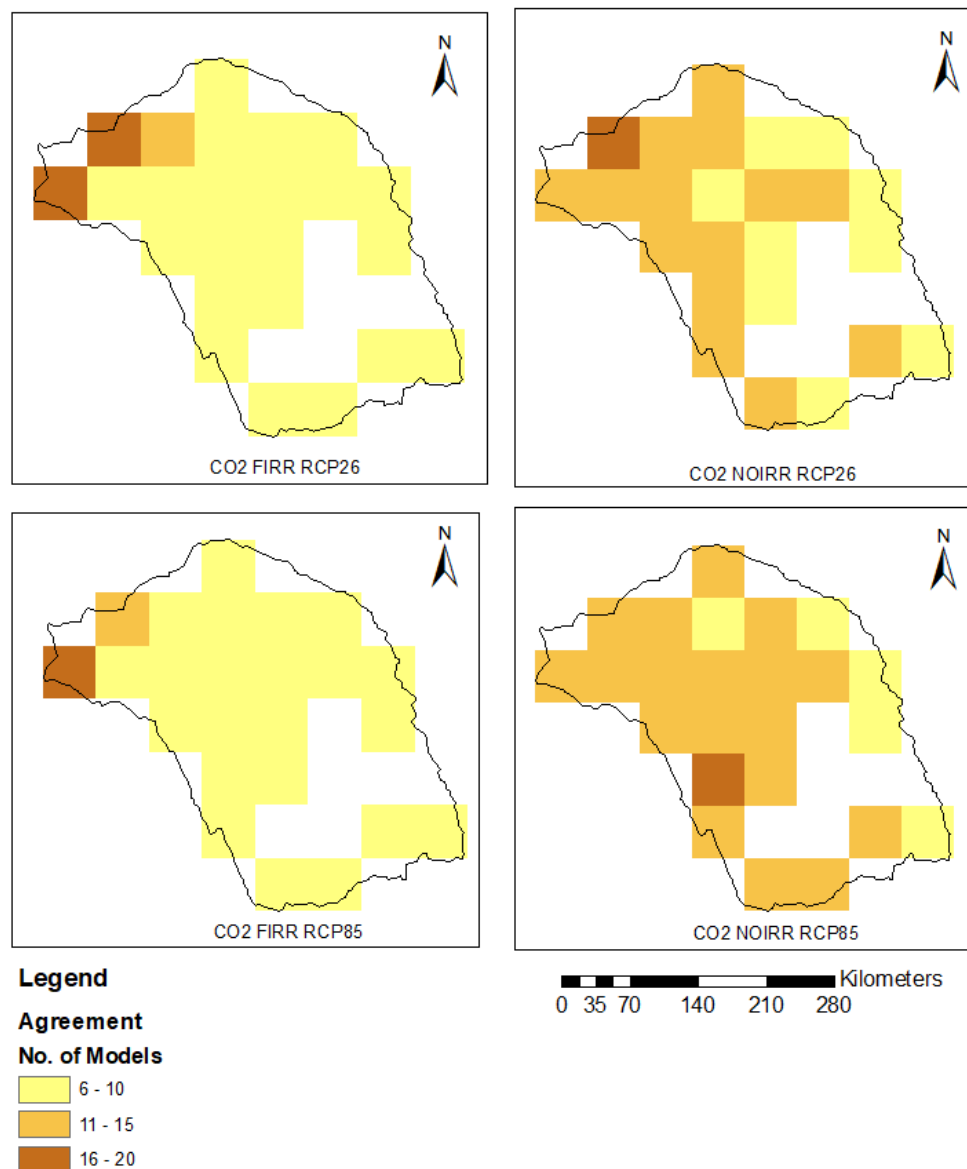 N
CO2 FIRR RCP26
N
CO2 NOIRR RCP26
N
CO2 FIRR RCP85
N
CO2 NOIRR RCP85
Legend
Agreement
No. of Models
6 - 10
11 - 15
16 - 20
Kilometers
0 35 70 140 210 280